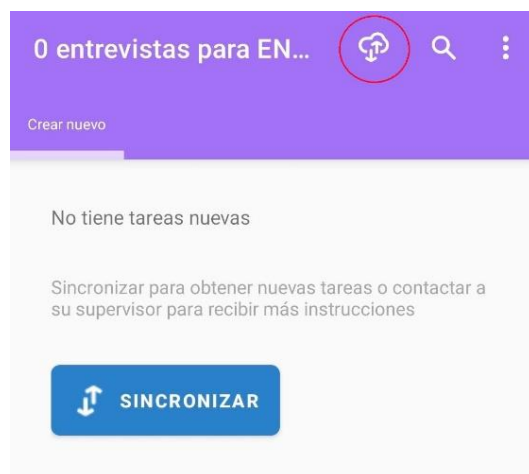 0 entrevistas para EN...
Crear nuevo
No tiene tareas nuevas
Sincronizar para obtener nuevas tareas o contactar a
su supervisor para recibir más instrucciones
SINCRONIZAR